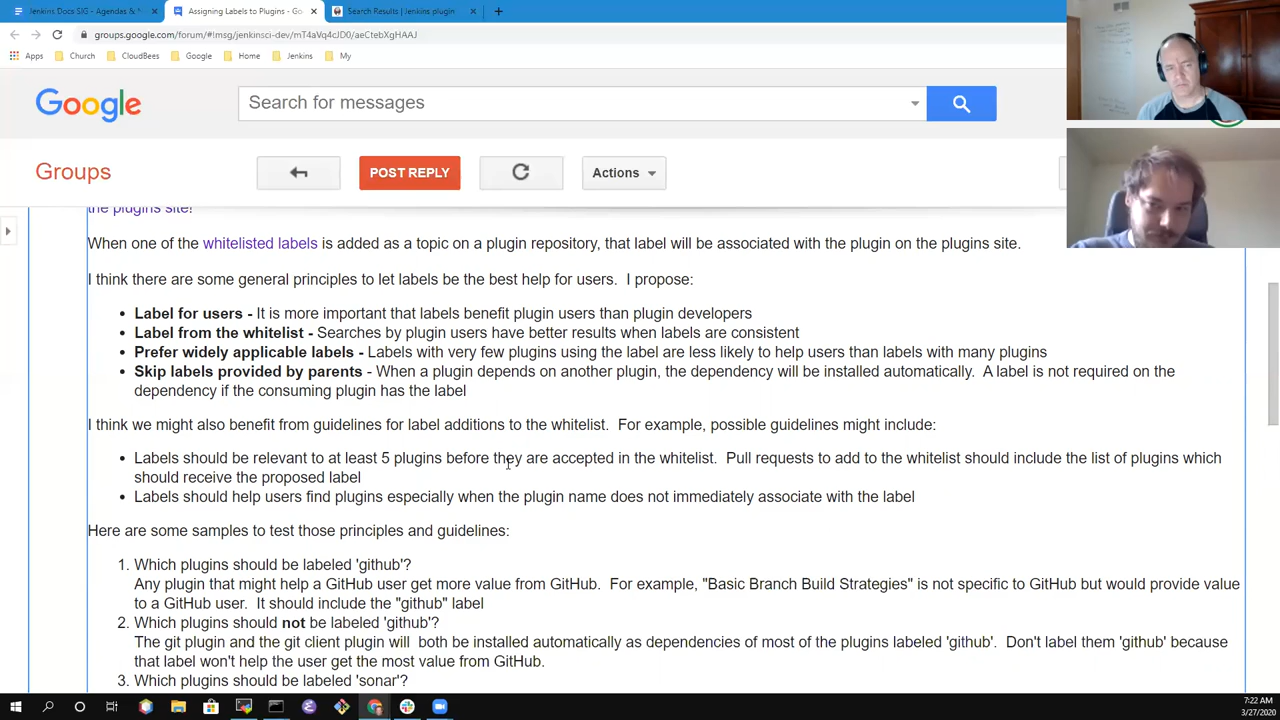 Jenkins Docs SIG - Agendas &
Assigning Labels to Plugins - Go
Search Results | Jenkins plugin
groups.google.com/forum/#!msg/jenkinsci-dev/mT4aVq4cJD0/aeCtebXgHAAJ
Apps
Church
CloudBees
Google
Home
Jenkins
My
Google
Search for messages
Groups
POST REPLY
Actions
the plugins site!
When one of the whitelisted labels is added as a topic on a plugin repository, that label will be associated with the plugin on the plugins site.
I think there are some general principles to let labels be the best help for users. I propose:
• Label for users - It is more important that labels benefit plugin users than plugin developers
• Label from the whitelist - Searches by plugin users have better results when labels are consistent
• Prefer widely applicable labels - Labels with very few plugins using the label are less likely to help users than labels with many plugins
• Skip labels provided by parents - When a plugin depends on another plugin, the dependency will be installed automatically. A label is not required on the
dependency if the consuming plugin has the label
I think we might also benefit from guidelines for label additions to the whitelist. For example, possible guidelines might include:
• Labels should be relevant to at least 5 plugins before they are accepted in the whitelist. Pull requests to add to the whitelist should include the list of plugins which
should receive the proposed label
• Labels should help users find plugins especially when the plugin name does not immediately associate with the label
Here are some samples to test those principles and guidelines:
1. Which plugins should be labeled 'github'?
Any plugin that might help a GitHub user get more value from GitHub. For example, "Basic Branch Build Strategies" is not specific to GitHub but would provide value
to a GitHub user. It should include the "github" label
2. Which plugins should not be labeled 'github'?
The git plugin and the git client plugin will both be installed automatically as dependencies of most of the plugins labeled 'github'. Don't label them 'github' because
that label won't help the user get the most value from GitHub.
3. Which plugins should be labeled 'sonar'?
7:22 AM
3/27/2020